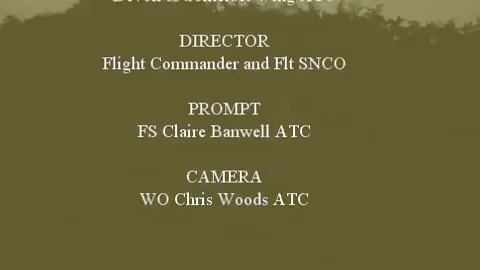 DIRECTOR
Flight Commander and Flt SNCO
PROMPT
FS Claire Banwell ATC
CAMERA
WO Chris Woods ATC